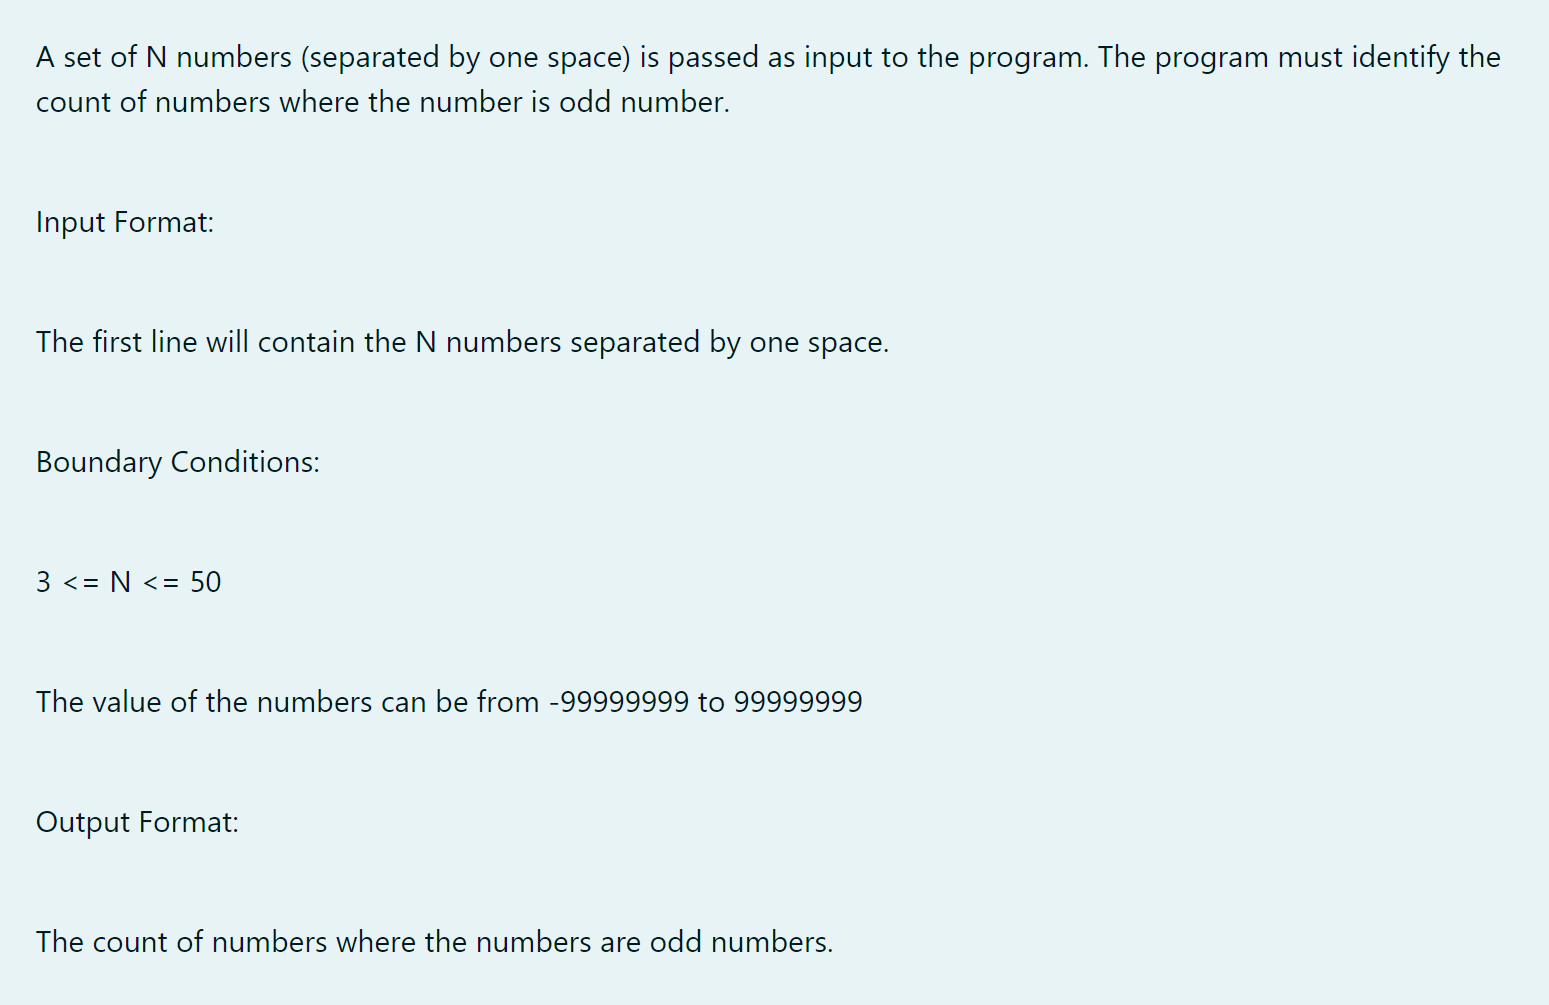 A set of N numbers (separated by one space) is passed as input to the program. The program must identify the
count of numbers where the number is odd number.
Input Format:
The first line will contain the N numbers separated by one space.
Boundary Conditions:
3 <= N <= 50
The value of the numbers can be from -99999999 to 99999999
Output Format:
The count of numbers where the numbers are odd numbers.